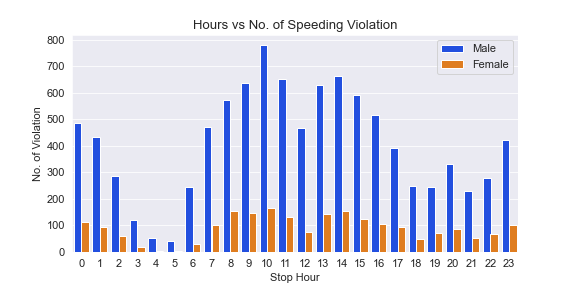 Hours vs No. of Speeding Violation
800
700
600
500
400
300
200
100
0
No. of Violation
Male
Female
0 1 2 3 4 5 6 7 8 9 10 11 12 13 14 15 16 17 18 19 20 21 22 23
Stop Hour